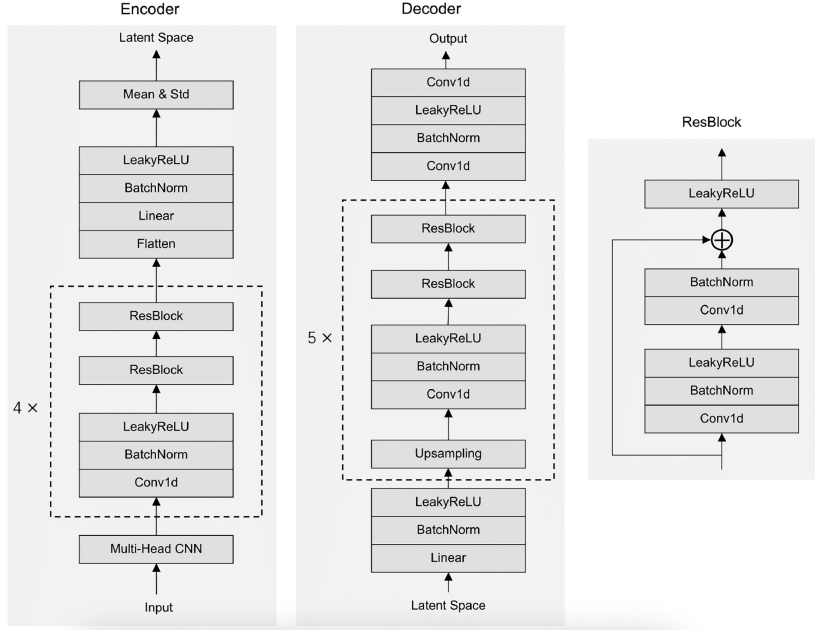 Encoder
Latent Space
Mean & Std
LeakyReLU
BatchNorm
Linear
Flatten
ResBlock
ResBlock
4 ×
LeakyReLU
BatchNorm
Conv1d
Multi-Head CNN
Input
Decoder
Output
Conv1d
LeakyReLU
BatchNorm
Conv1d
ResBlock
ResBlock
5 ×
LeakyReLU
BatchNorm
Conv1d
Upsampling
LeakyReLU
BatchNorm
Linear
Latent Space
ResBlock
LeakyReLU
BatchNorm
Conv1d
LeakyReLU
BatchNorm
Conv1d